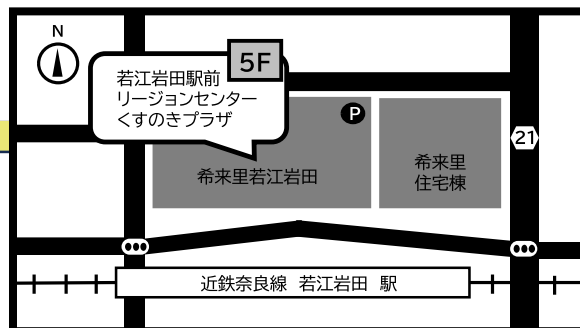 N
5F
若江岩田駅前
リージョンセンター
くすのきプラザ
P
希来里若江岩田
希来里
住宅棟
21
近鉄奈良線 若江岩田 駅